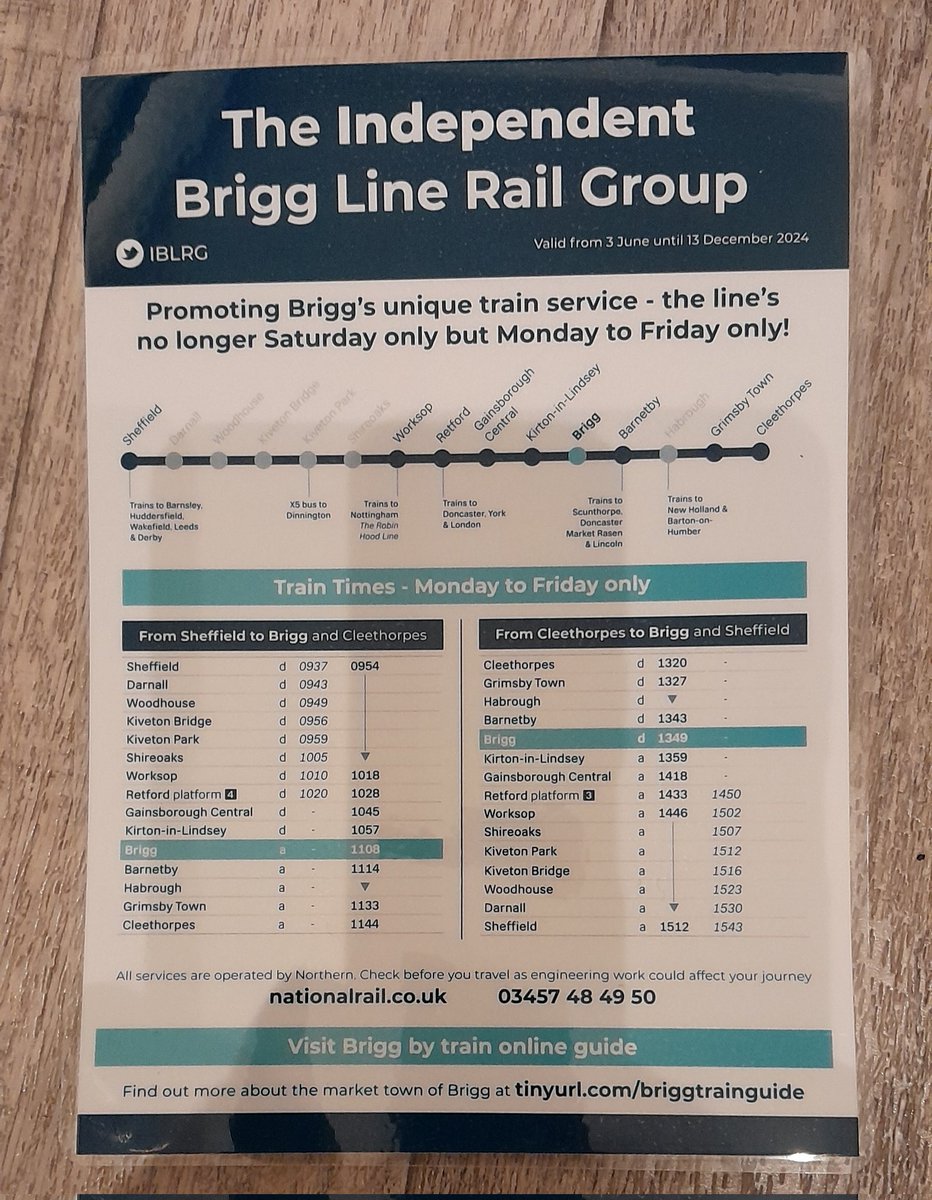 The Independent
Brigg Line Rail Group
IBLRG
Valid from 3 June until 13 December 2024
Promoting Brigg's unique train service - the line's
no longer Saturday only but Monday to Friday only!
Sheffield
Darnall
Woodhouse
Kiveton Bridge
Kiveton Park
Shireoaks
Worksop
Retford
Gainsborough
Central
Kirton-in-Lindsey
Brigg
Barnetby
Habrough
Grimsby Town
Cleethorpes
Trains to Barnsley,
Huddersfield,
Wakefield, Leeds
& Derby
X5 bus to
Dinnington
Trains to
Nottingham
The Robin
Hood Line
Trains to
Doncaster, York
& London
Trains to
Scunthorpe,
Doncaster
Market Rasen
& Lincoln
Trains to
New Holland &
Barton-on-
Humber
Train Times - Monday to Friday only
From Sheffield to Brigg and Cleethorpes
Sheffield d 0937 0954
Darnall d 0943
Woodhouse d 0949
Kiveton Bridge d 0956
Kiveton Park d 0959
Shireoaks d 1005
Worksop d 1010 1018
Retford platform 4 d 1020 1028
Gainsborough Central d - 1045
Kirton-in-Lindsey d - 1057
Brigg a - 1108
Barnetby a - 1114
Habrough a -
Grimsby Town a - 1133
Cleethorpes a - 1144
From Cleethorpes to Brigg and Sheffield
Cleethorpes d 1320 -
Grimsby Town d 1327 -
Habrough d -
Barnetby d 1343 -
Brigg d 1349 -
Kirton-in-Lindsey a 1359 -
Gainsborough Central a 1418 -
Retford platform 3 a 1433 1450
Worksop a 1446 1502
Shireoaks a 1507
Kiveton Park a 1512
Kiveton Bridge a 1516
Woodhouse a 1523
Darnall a 1530
Sheffield a 1512 1543
All services are operated by Northern. Check before you travel as engineering work could affect your journey
nationalrail.co.uk 03457 48 49 50
Visit Brigg by train online guide
Find out more about the market town of Brigg at tinyurl.com/briggtrainguide